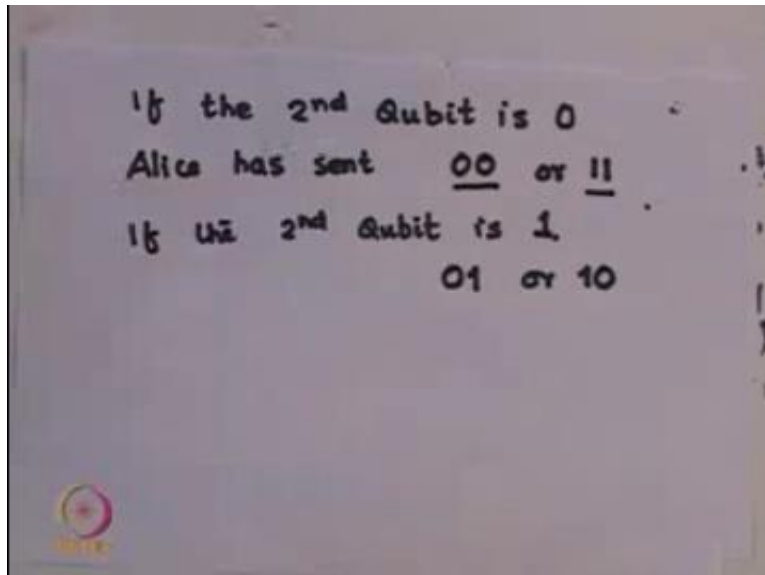 If the 2nd Qubit is 0
Alice has sent 00 or 11
If the 2nd Qubit is 1
01 or 10